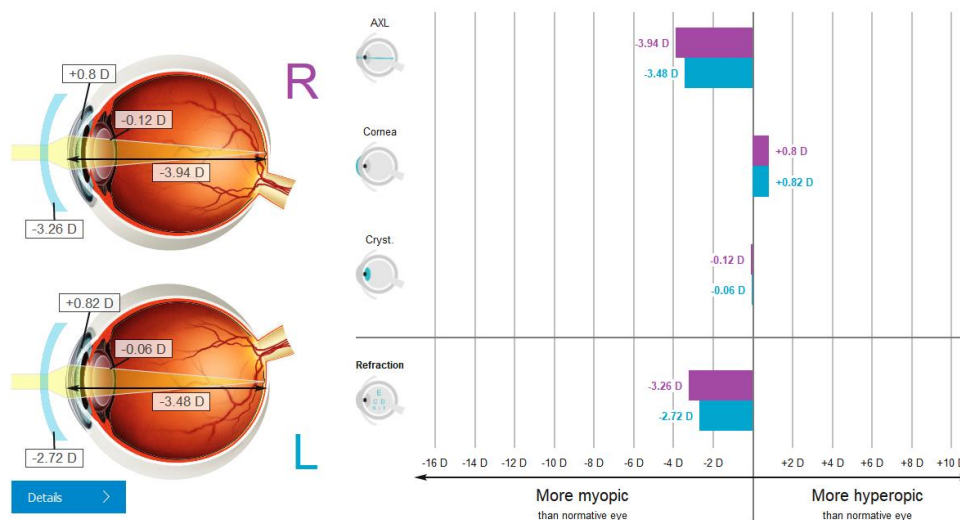 R
+0.8 D
-0.12 D
-3.94 D
-3.26 D
+0.82 D
-0.06 D
-3.48 D
-2.72 D
L
Details
AXL
-3.94 D
-3.48 D
Cornea
+0.8 D
+0.82 D
Cryst.
-0.12 D
-0.06 D
Refraction
-3.26 D
-2.72 D
-16 D -14 D -12 D -10 D -8 D -6 D -4 D -2 D +2 D +4 D +6 D +8 D +10 D
More myopic
than normative eye
More hyperopic
than normative eye